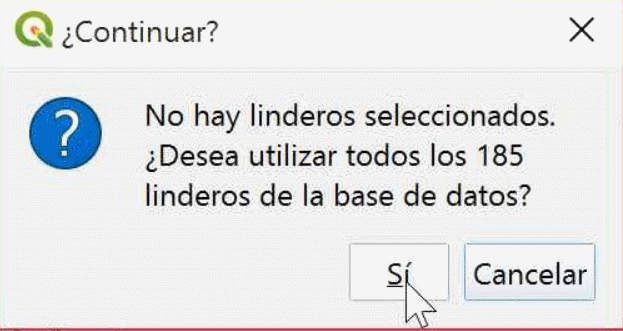 ¿Continuar?
?
No hay linderos seleccionados.
¿Desea utilizar todos los 185
linderos de la base de datos?
Sí
Cancelar